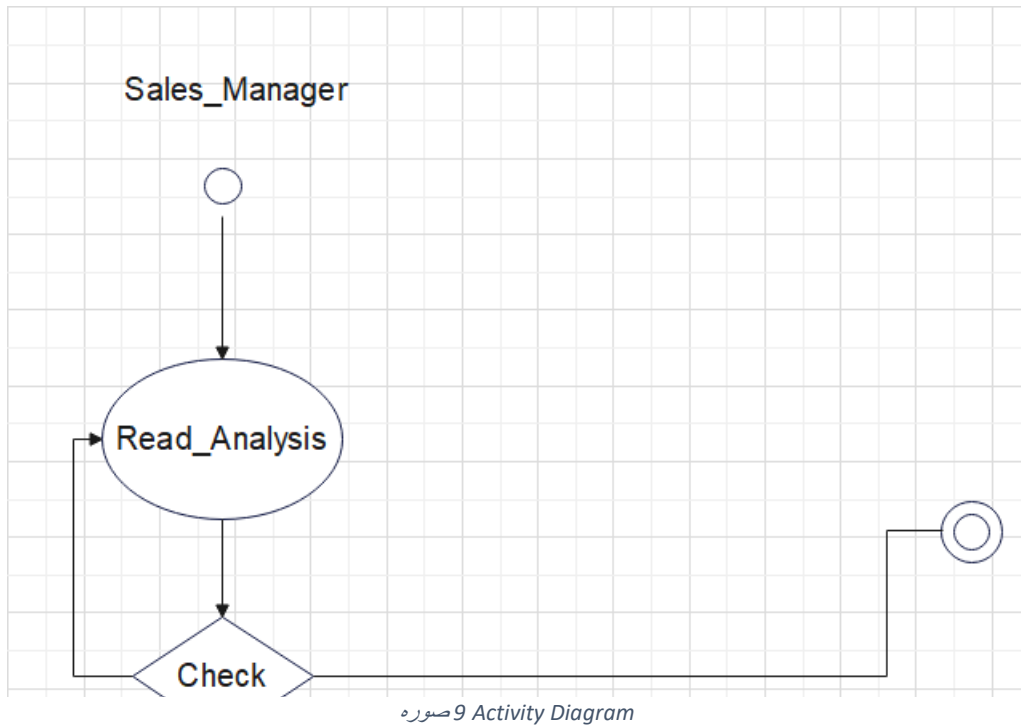 Sales_Manager
Read_Analysis
Check
صوره 9 Activity Diagram